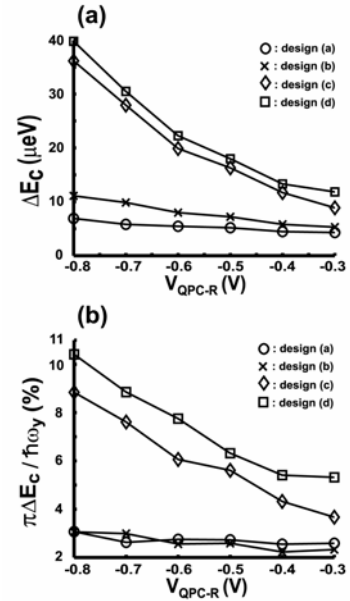 (a)
40
30
20
10
0
ΔE_C (μeV)
○ : design (a)
× : design (b)
◇ : design (c)
□ : design (d)
-0.8 -0.7 -0.6 -0.5 -0.4 -0.3
V_QPC-R (V)
(b)
11
10
8
6
4
2
πΔE_C / ℏω_y (%)
○ : design (a)
× : design (b)
◇ : design (c)
□ : design (d)
-0.8 -0.7 -0.6 -0.5 -0.4 -0.3
V_QPC-R (V)